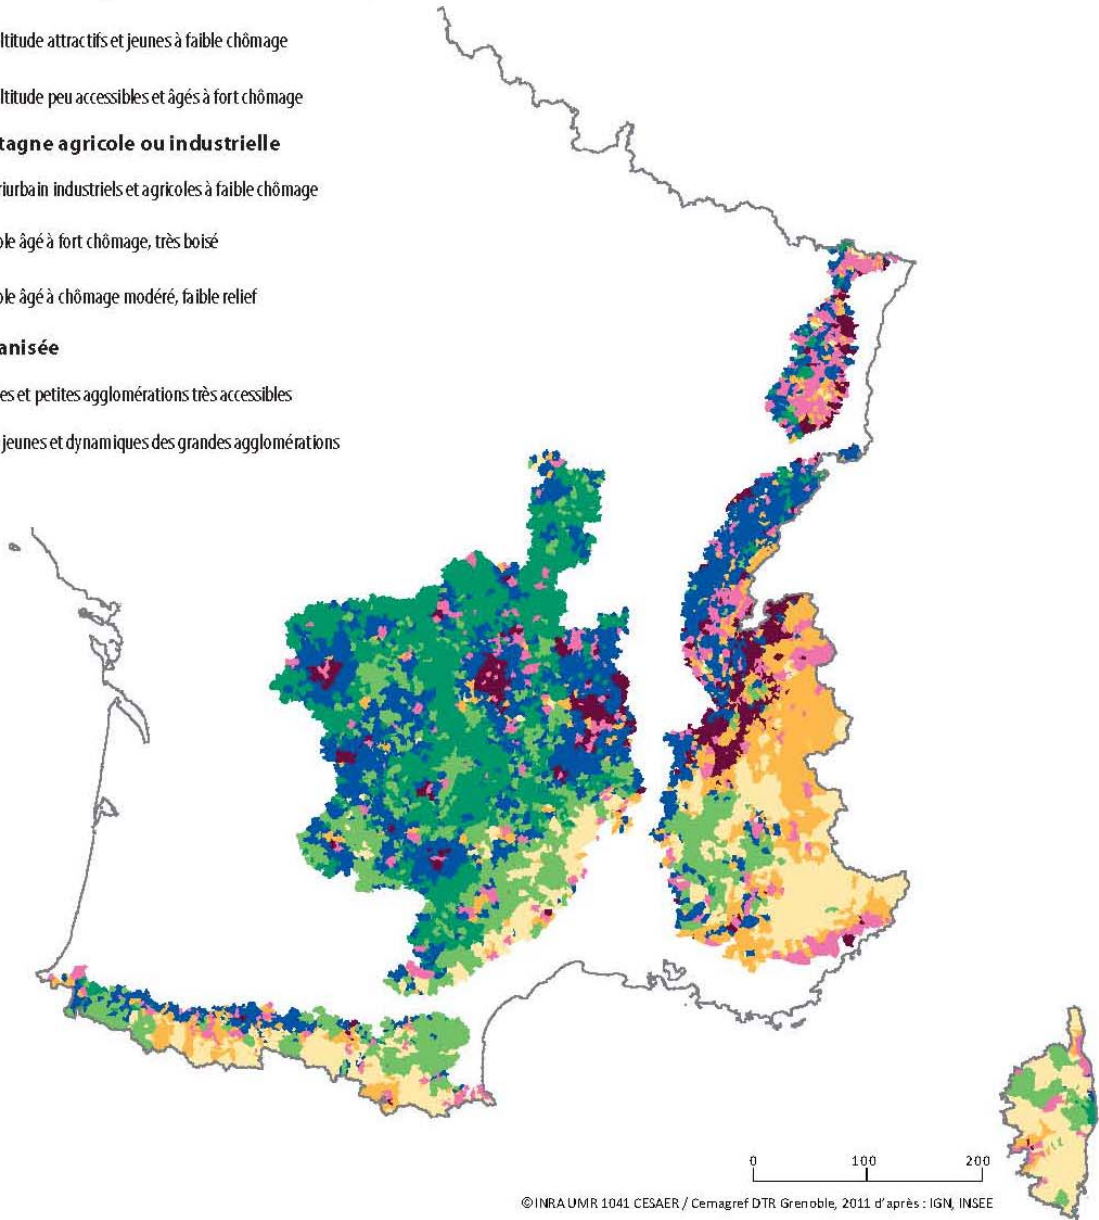 ltitude attractifs et jeunes à faible chômage
ltitude peu accessibles et âgés à fort chômage
tagne agricole ou industrielle
riurbain industriels et agricoles à faible chômage
ole âgé à fort chômage, très boisé
ole âgé à chômage modéré, faible relief
anisée
es et petites agglomérations très accessibles
jeunes et dynamiques des grandes agglomérations
0 100 200
©INRA UMR 1041 CESAER / Cemagref DTR Grenoble, 2011 d'après : IGN, INSEE